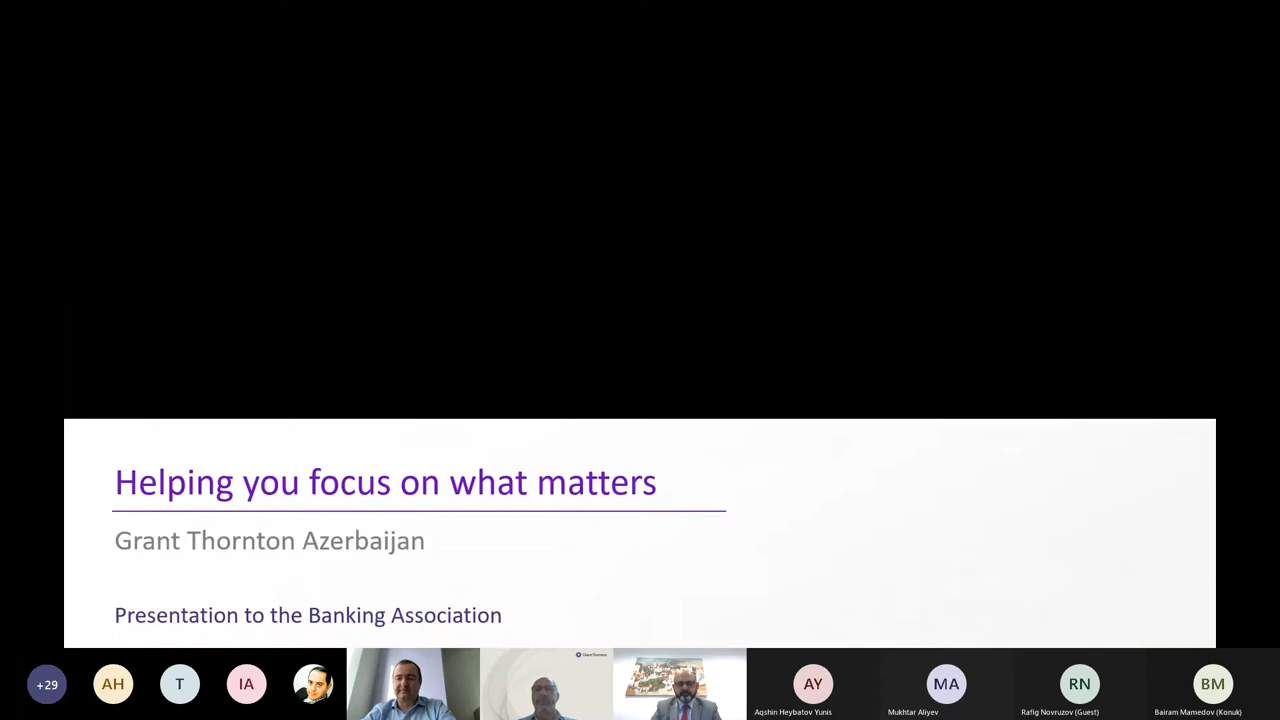 Helping you focus on what matters
Grant Thornton Azerbaijan
Presentation to the Banking Association
GrantThornton
+29
AH
T
IA
AY
MA
RN
BM
Aqshin Heybatov Yunis
Mukhtar Aliyev
Rafig Novruzov (Guest)
Bairam Mamedov (Konuk)